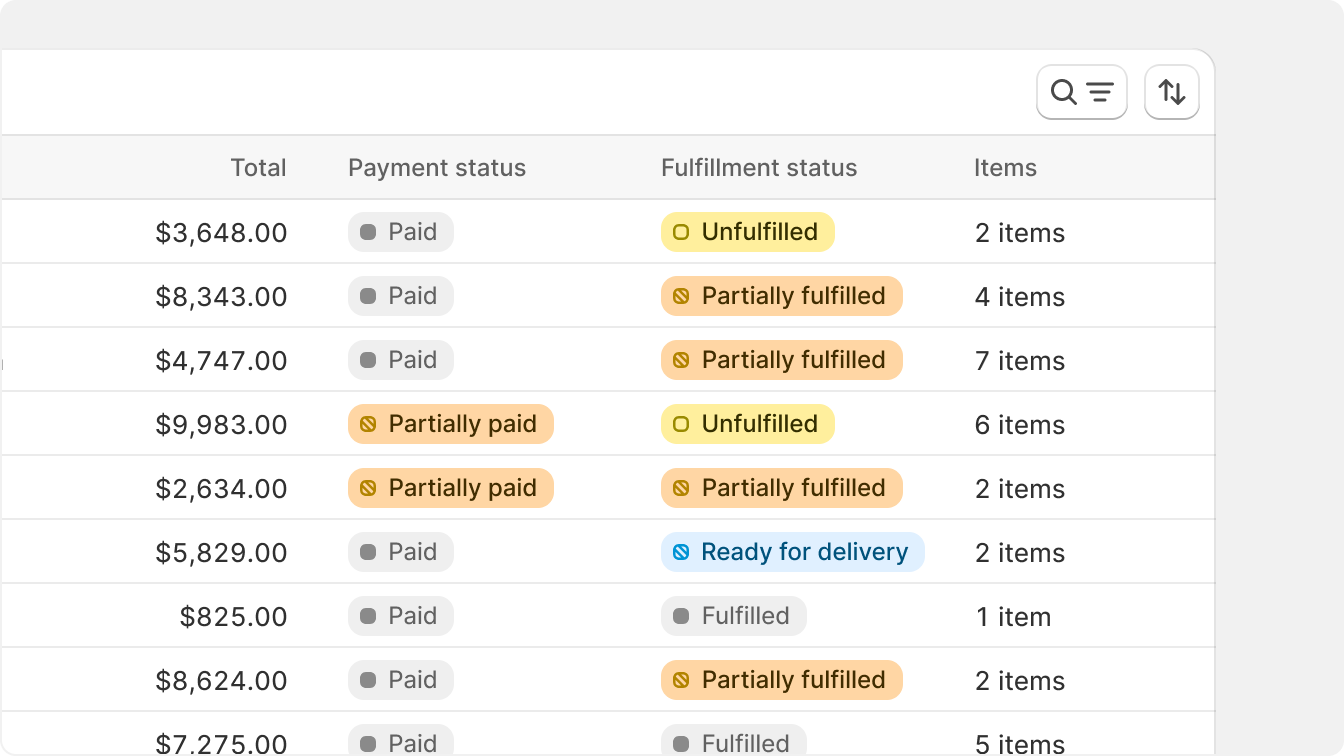 Total Payment status Fulfillment status Items
$3,648.00 Paid Unfulfilled 2 items
$8,343.00 Paid Partially fulfilled 4 items
$4,747.00 Paid Partially fulfilled 7 items
$9,983.00 Partially paid Unfulfilled 6 items
$2,634.00 Partially paid Partially fulfilled 2 items
$5,829.00 Paid Ready for delivery 2 items
$825.00 Paid Fulfilled 1 item
$8,624.00 Paid Partially fulfilled 2 items
$7,275.00 Paid Fulfilled 5 items